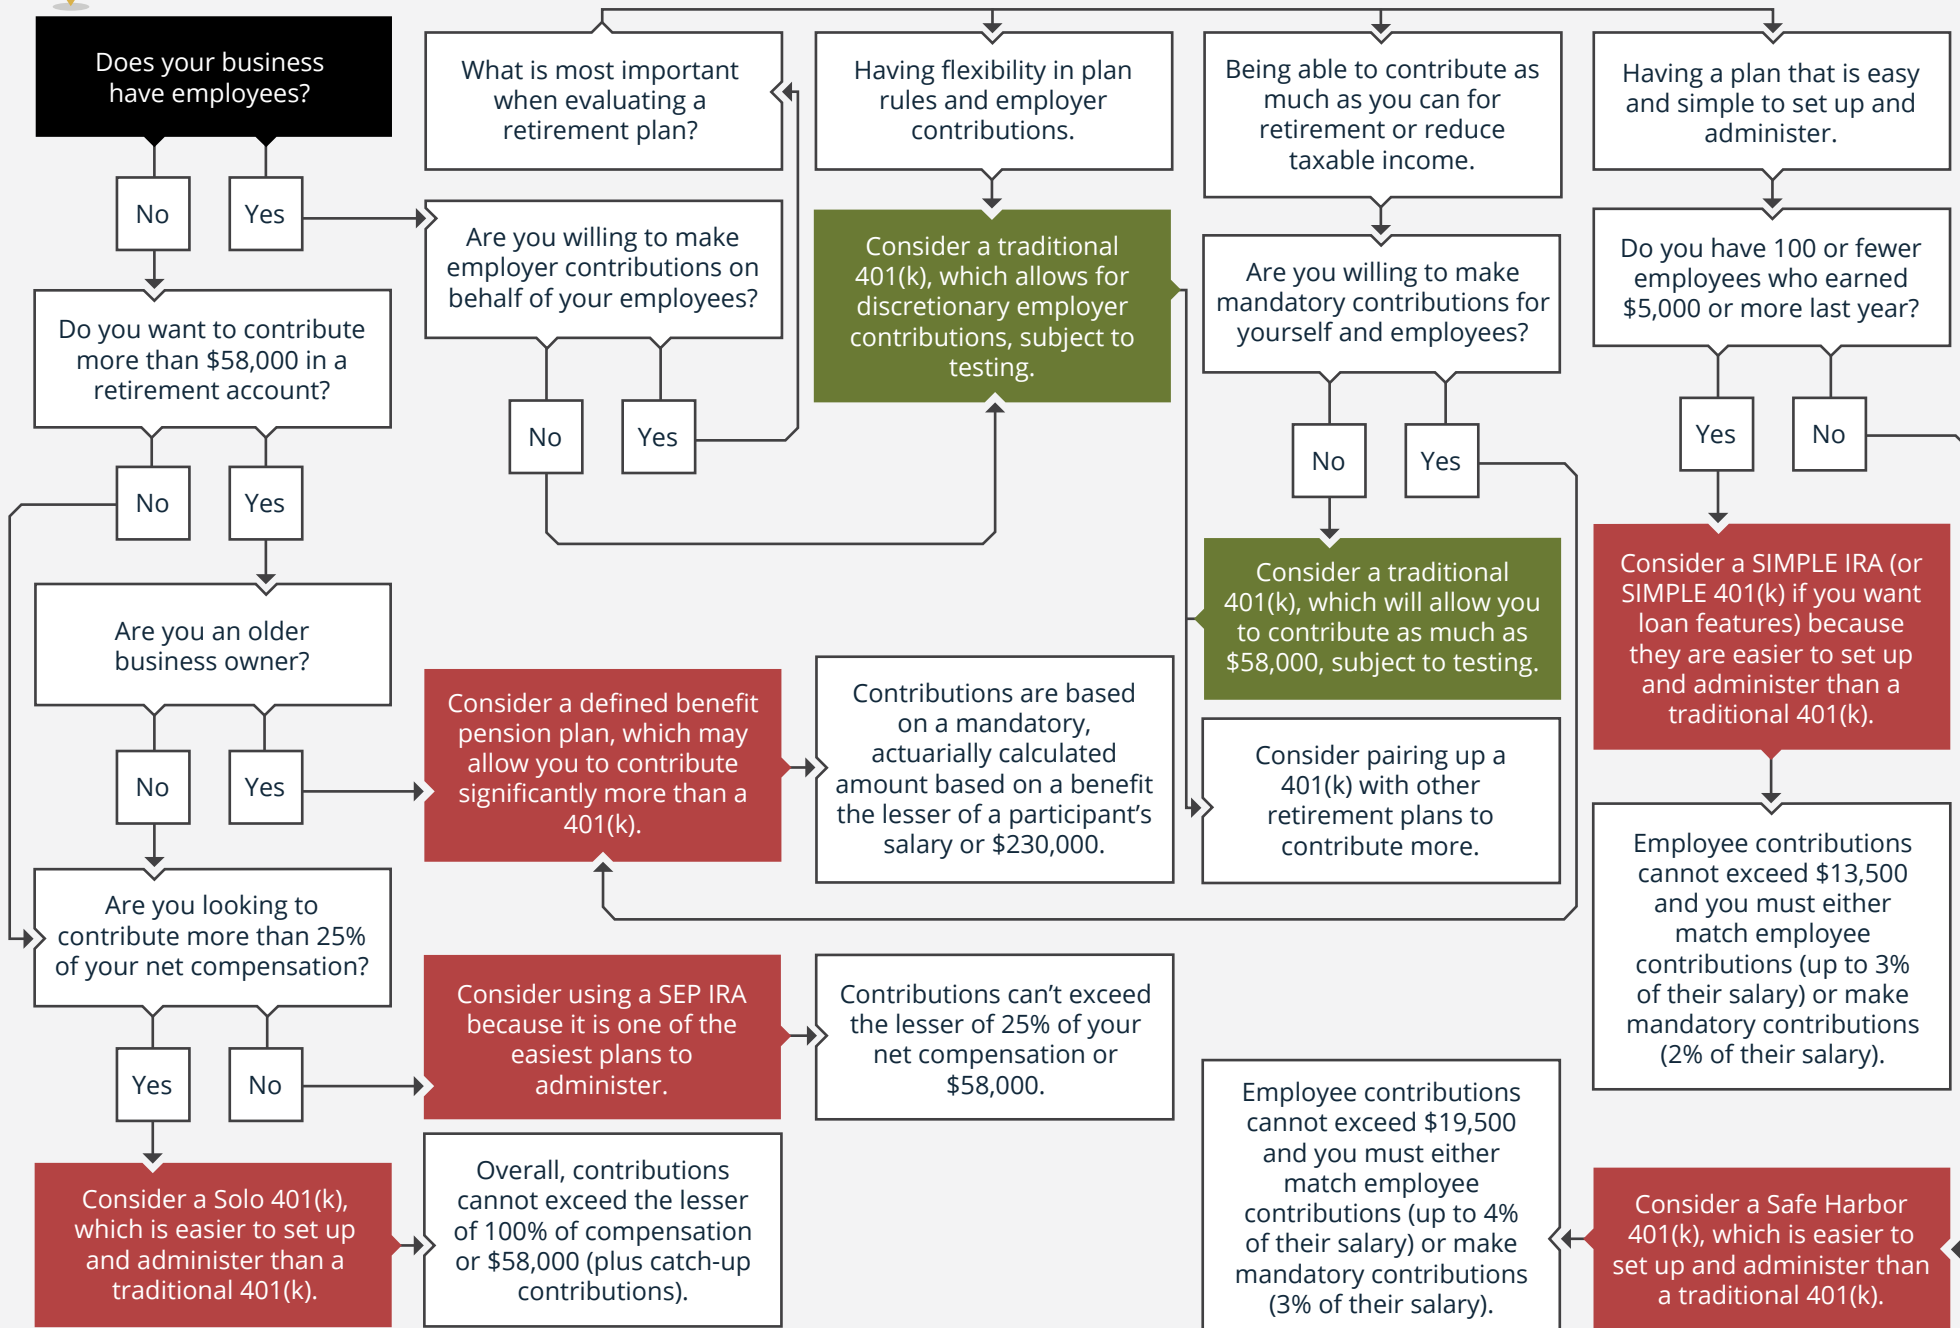 Does your business
have employees?
No
Yes
Do you want to contribute
more than $58,000 in a
retirement account?
No
Yes
Are you an older
business owner?
No
Yes
Are you looking to
contribute more than 25%
of your net compensation?
Yes
No
Consider a Solo 401(k),
which is easier to set up
and administer than a
traditional 401(k).
What is most important
when evaluating a
retirement plan?
Are you willing to make
employer contributions on
behalf of your employees?
No
Yes
Consider a defined benefit
pension plan, which may
allow you to contribute
significantly more than a
401(k).
Consider using a SEP IRA
because it is one of the
easiest plans to
administer.
Overall, contributions
cannot exceed the lesser
of 100% of compensation
or $58,000 (plus catch-up
contributions).
Having flexibility in plan
rules and employer
contributions.
Consider a traditional
401(k), which allows for
discretionary employer
contributions, subject to
testing.
Contributions are based
on a mandatory,
actuarially calculated
amount based on a benefit
the lesser of a participant’s
salary or $230,000.
Contributions can’t exceed
the lesser of 25% of your
net compensation or
$58,000.
Being able to contribute as
much as you can for
retirement or reduce
taxable income.
Are you willing to make
mandatory contributions for
yourself and employees?
No
Yes
Consider a traditional
401(k), which will allow you
to contribute as much as
$58,000, subject to testing.
Consider pairing up a
401(k) with other
retirement plans to
contribute more.
Employee contributions
cannot exceed $19,500
and you must either
match employee
contributions (up to 4%
of their salary) or make
mandatory contributions
(3% of their salary).
Having a plan that is easy
and simple to set up and
administer.
Do you have 100 or fewer
employees who earned
$5,000 or more last year?
Yes
No
Consider a SIMPLE IRA (or
SIMPLE 401(k) if you want
loan features) because
they are easier to set up
and administer than a
traditional 401(k).
Employee contributions
cannot exceed $13,500
and you must either
match employee
contributions (up to 3%
of their salary) or make
mandatory contributions
(2% of their salary).
Consider a Safe Harbor
401(k), which is easier to
set up and administer than
a traditional 401(k).